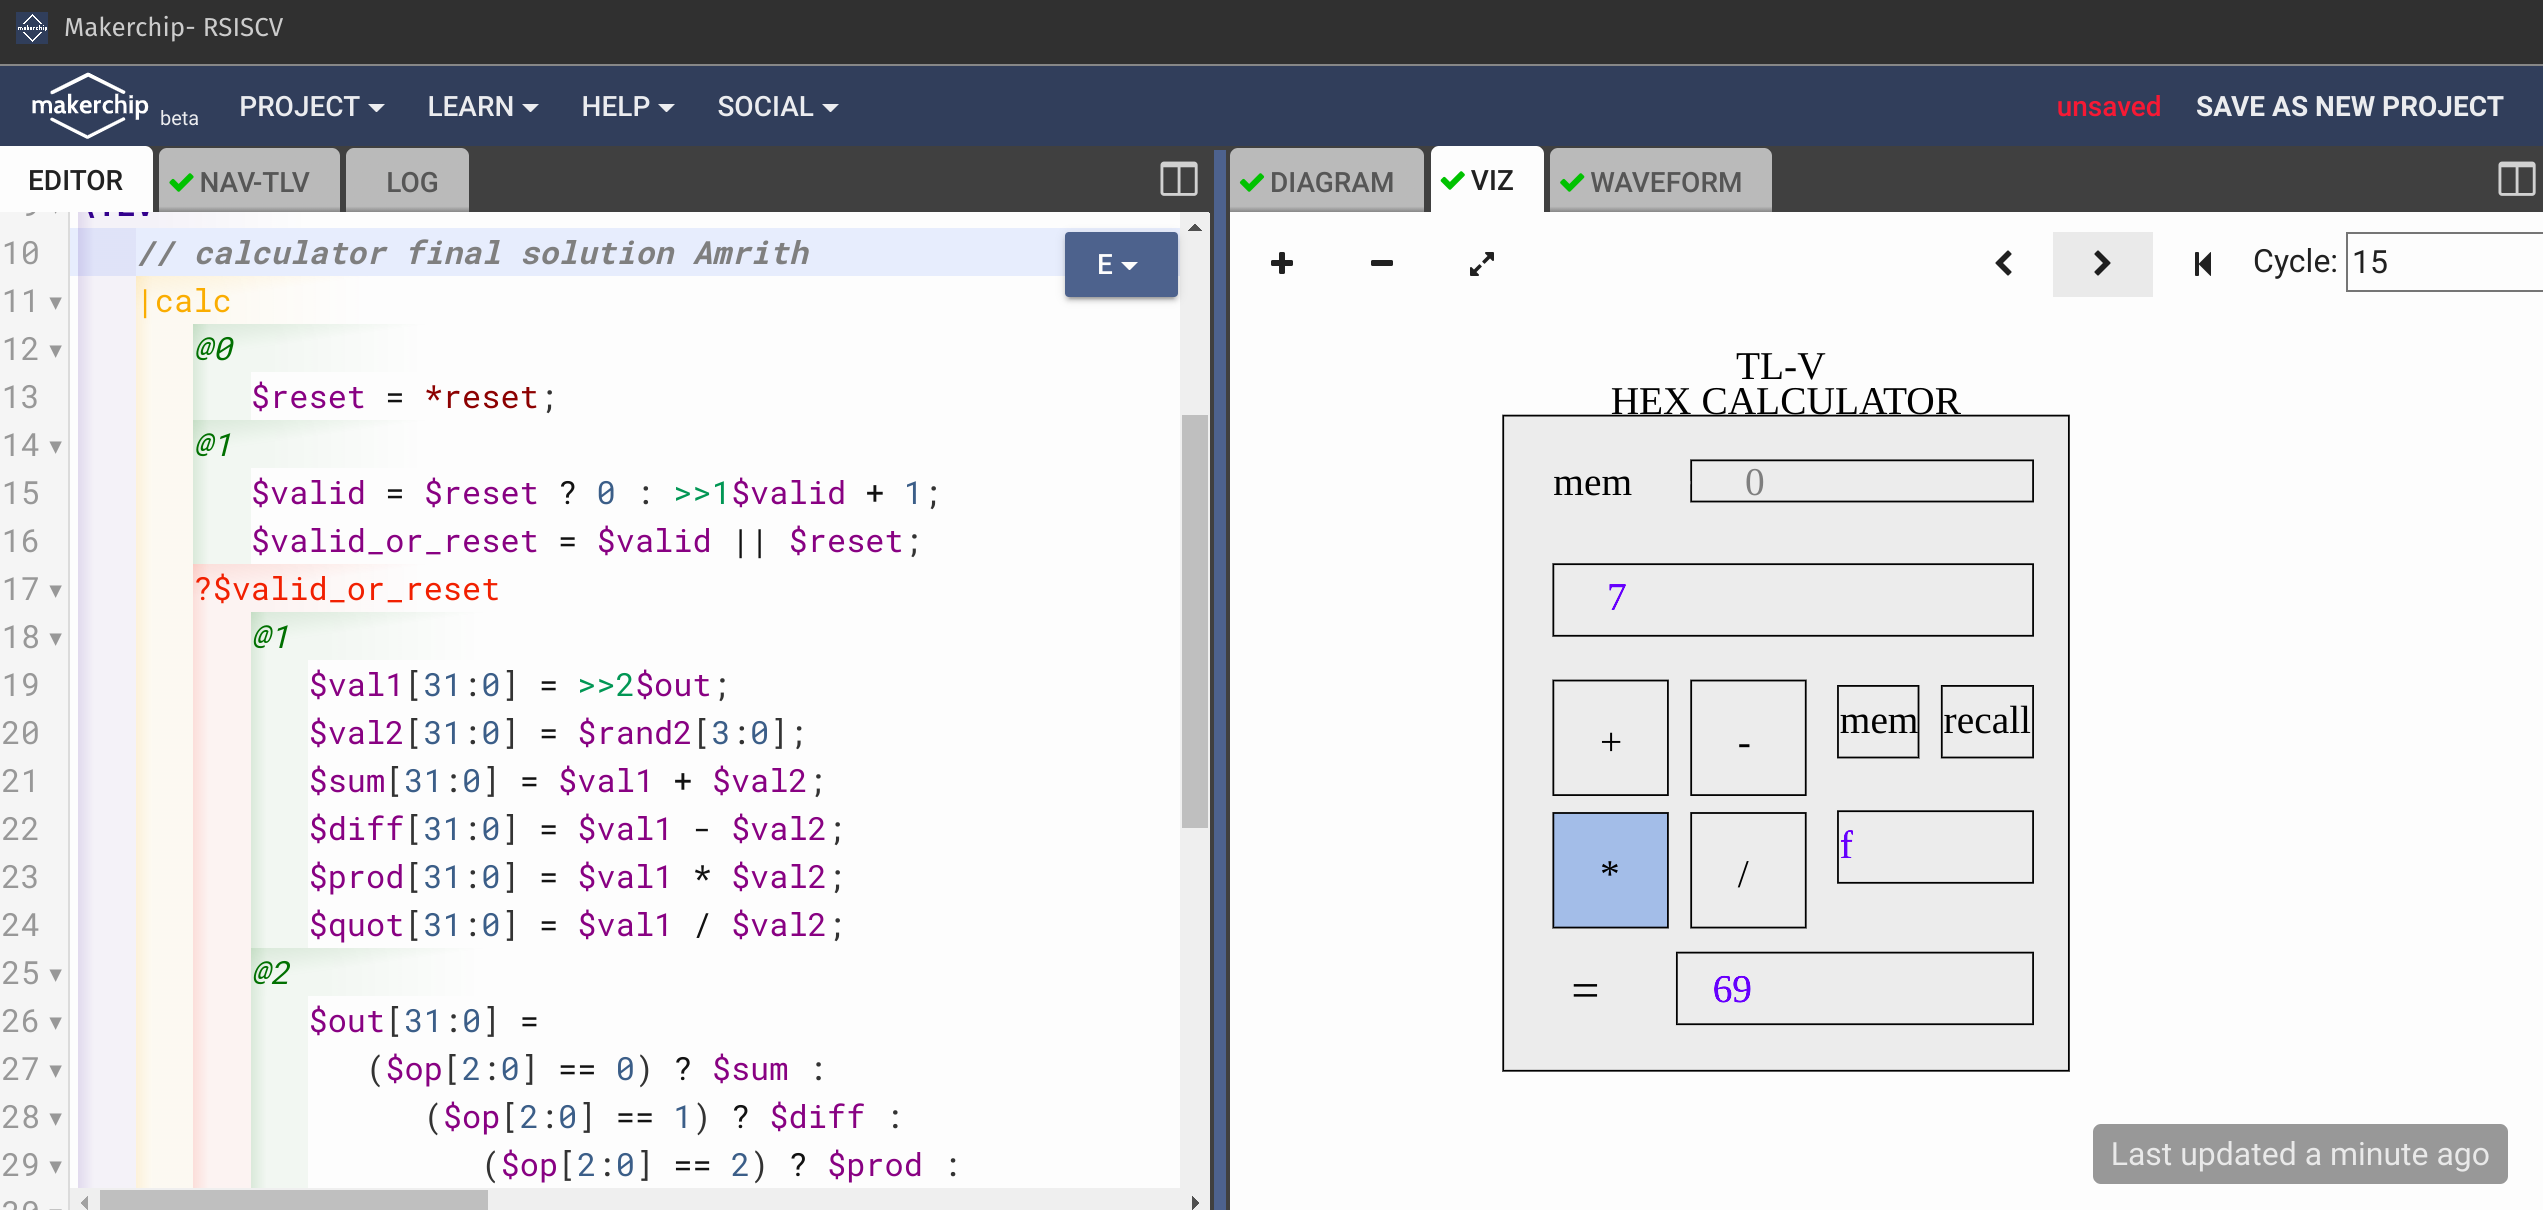 Makerchip- RSISCV
makerchip beta PROJECT LEARN HELP SOCIAL unsaved SAVE AS NEW PROJECT
EDITOR NAV-TLV LOG
10 // calculator final solution Amrith
E
11 |calc
12 @0
13 $reset = *reset;
14 @1
15 $valid = $reset ? 0 : >>1$valid + 1;
16 $valid_or_reset = $valid || $reset;
17 ?$valid_or_reset
18 @1
19 $val1[31:0] = >>2$out;
20 $val2[31:0] = $rand2[3:0];
21 $sum[31:0] = $val1 + $val2;
22 $diff[31:0] = $val1 - $val2;
23 $prod[31:0] = $val1 * $val2;
24 $quot[31:0] = $val1 / $val2;
25 @2
26 $out[31:0] =
27 ($op[2:0] == 0) ? $sum :
28 ($op[2:0] == 1) ? $diff :
29 ($op[2:0] == 2) ? $prod :
DIAGRAM VIZ WAVEFORM
Cycle: 15
TL-V
HEX CALCULATOR
mem 0
7
+ - mem recall
* / f
= 69
Last updated a minute ago